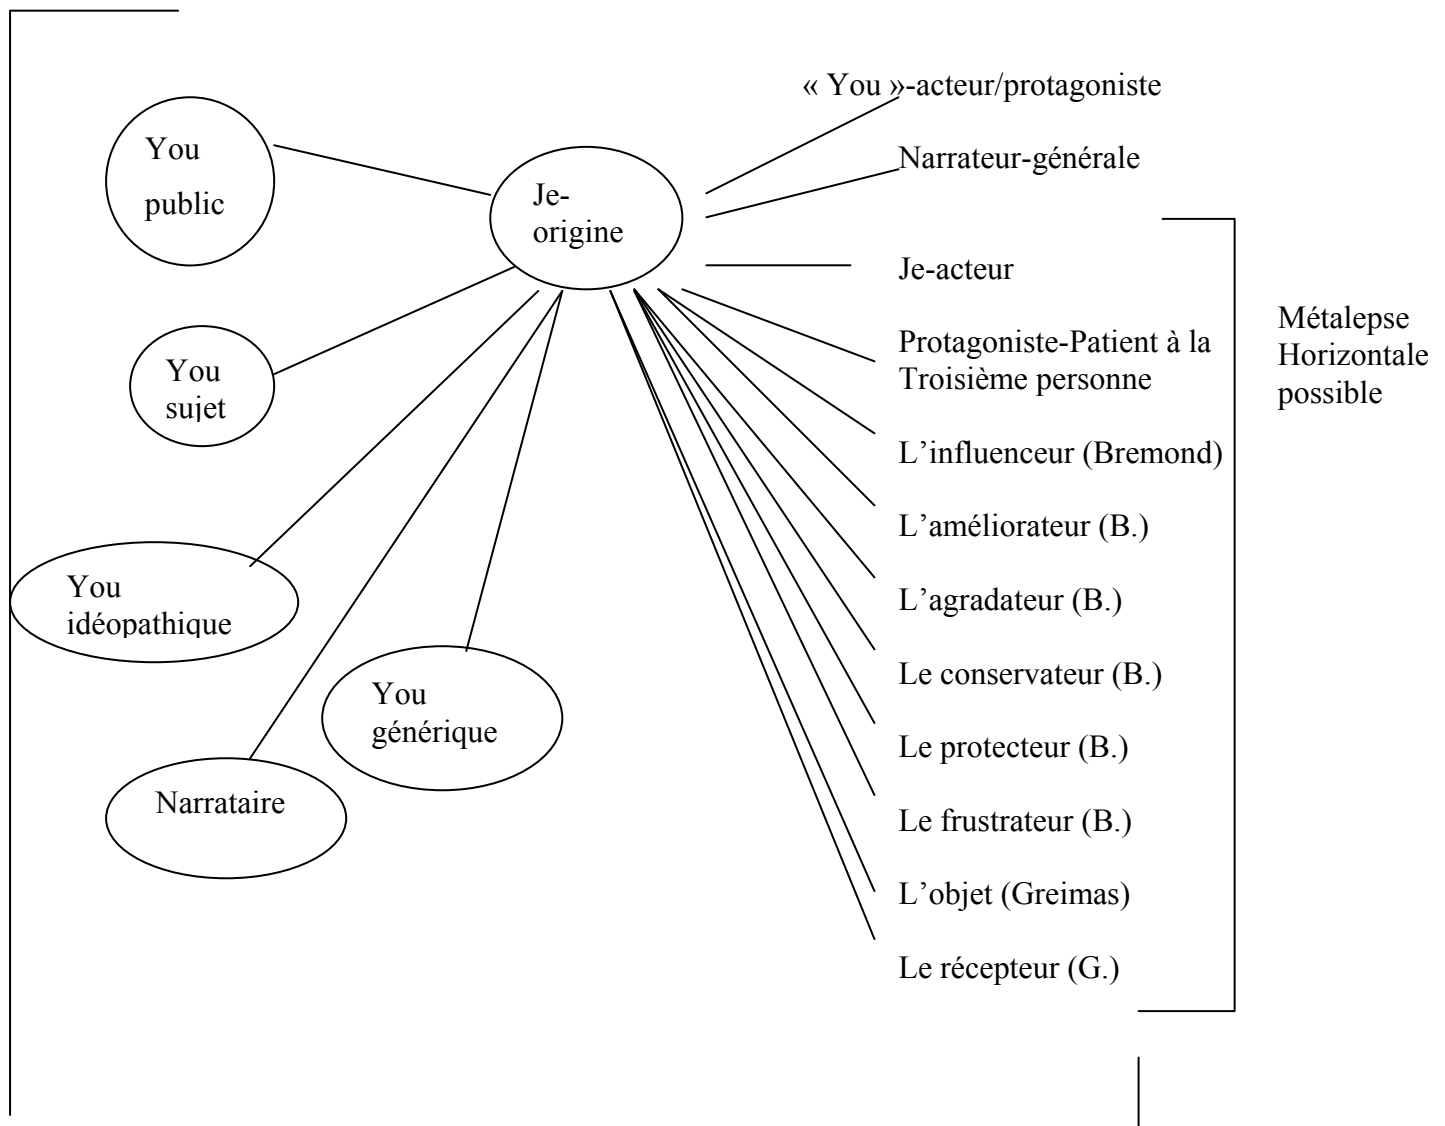 You
public
You
sujet
You
idéopathique
Narrataire
You
générique
Je-
origine
« You »-acteur/protagoniste
Narrateur-générale
Je-acteur
Protagoniste-Patient à la
Troisième personne
L’influenceur (Bremond)
L’améliorateur (B.)
L’agradateur (B.)
Le conservateur (B.)
Le protecteur (B.)
Le frustrateur (B.)
L’objet (Greimas)
Le récepteur (G.)
Métalepse
Horizontale
possible